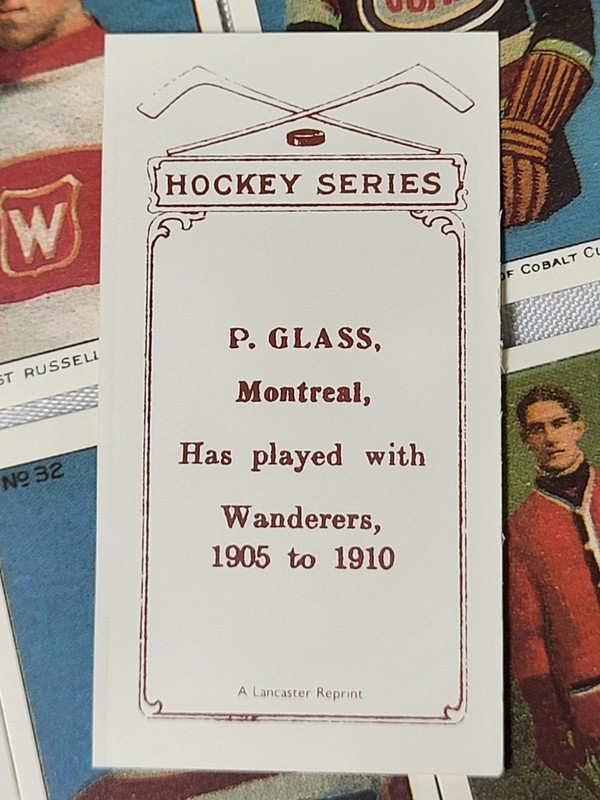 HOCKEY SERIES
P. GLASS,
Montreal,
Has played with
Wanderers,
1905 to 1910
A Lancaster Reprint
W
ST RUSSELL
No 32
OF COBALT CL